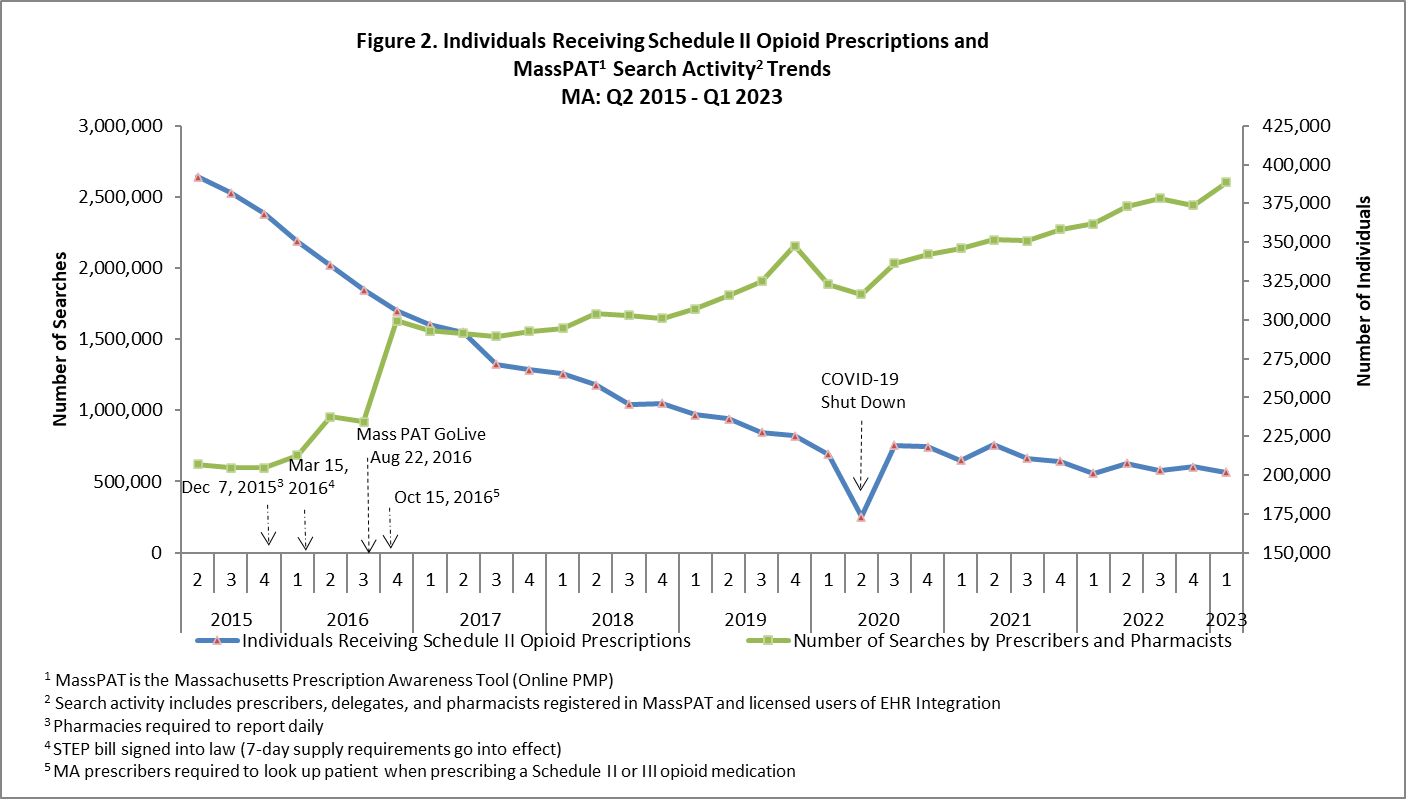 Figure 2. Individuals Receiving Schedule II Opioid Prescriptions and
MassPAT¹ Search Activity² Trends
MA: Q2 2015 - Q1 2023
Number of Searches
3,000,000
2,500,000
2,000,000
1,500,000
1,000,000
500,000
0
425,000
400,000
375,000
350,000
325,000
300,000
275,000
250,000
225,000
200,000
175,000
150,000
Number of Individuals
COVID-19
Shut Down
Mass PAT GoLive
Aug 22, 2016
Mar 15,
2016⁴
Dec 7, 2015³
Oct 15, 2016⁵
2 3 4 1 2 3 4 1 2 3 4 1 2 3 4 1 2 3 4 1 2 3 4 1 2 3 4 1 2 3 4 1
2015 2016 2017 2018 2019 2020 2021 2022 2023
Individuals Receiving Schedule II Opioid Prescriptions
Number of Searches by Prescribers and Pharmacists
¹ MassPAT is the Massachusetts Prescription Awareness Tool (Online PMP)
² Search activity includes prescribers, delegates, and pharmacists registered in MassPAT and licensed users of EHR Integration
³ Pharmacies required to report daily
⁴ STEP bill signed into law (7-day supply requirements go into effect)
⁵ MA prescribers required to look up patient when prescribing a Schedule II or III opioid medication